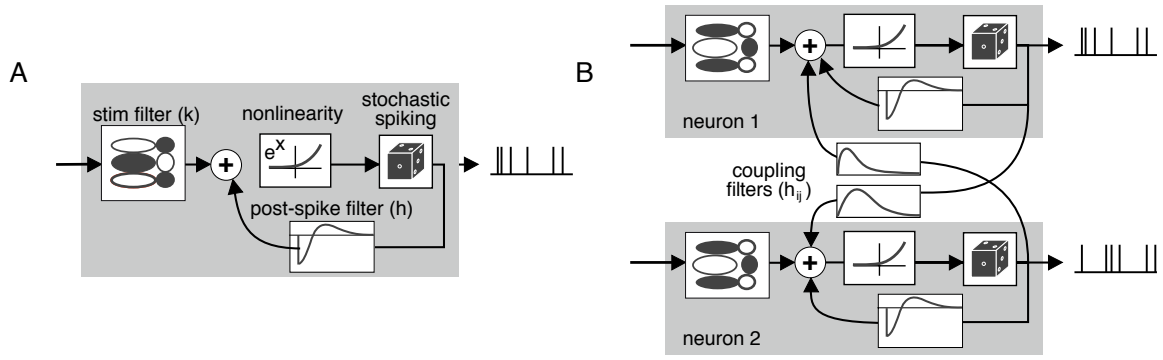 A
stim filter (k)
nonlinearity
stochastic
spiking
e^x
+
post-spike filter (h)
B
+
neuron 1
coupling
filters (h_ij)
+
neuron 2